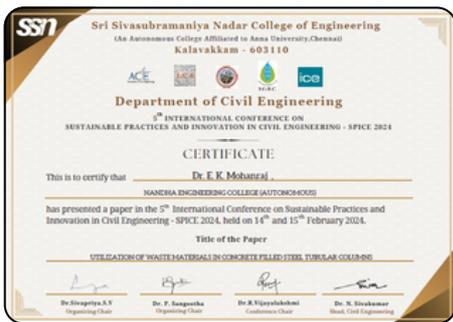 ssn
Sri Sivasubramaniya Nadar College of Engineering
(An Autonomous College Affiliated to Anna University,Chennai)
Kalavakkam - 603110
ACE
SGBC
ice
Department of Civil Engineering
5th INTERNATIONAL CONFERENCE ON
SUSTAINABLE PRACTICES AND INNOVATION IN CIVIL ENGINEERING - SPICE 2024
CERTIFICATE
This is to certify that Dr. E. K. Mohanraj ,
NANDHA ENGINEERING COLLEGE (AUTONOMOUS)
has presented a paper in the 5th International Conference on Sustainable Practices and
Innovation in Civil Engineering - SPICE 2024, held on 14th and 15th February 2024.
Title of the Paper
UTILIZATION OF WASTE MATERIALS IN CONCRETE FILLED STEEL TUBULAR COLUMNS
Dr.Sivapriya.S.V Dr. P. Sangeetha Dr.R.Vijayalakshmi Dr. N. Sivakumar
Organizing Chair Organizing Chair Conference Chair Head, Civil Engineering